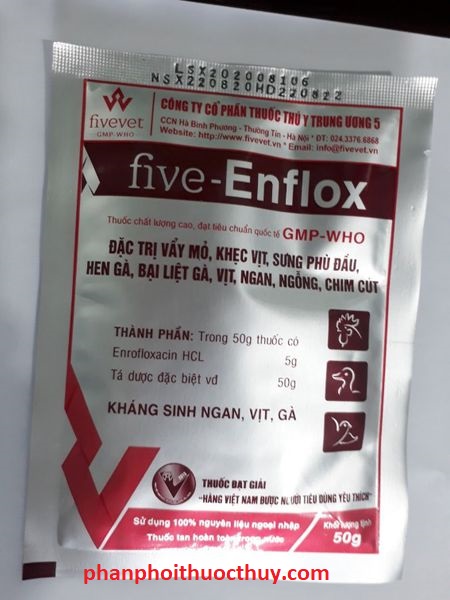 LSX202008106
NSX220820HD220822
fivevet
GMP-WHO
CÔNG TY CỔ PHẦN THUỐC THÚ Y TRUNG ƯƠNG 5
CCN Hà Bình Phương - Thường Tín - Hà Nội * ĐT: 024.3376.6868
Website: http://www.fivevet.vn * Email: info@fivevet.vn
five-Enflox
Thuốc chất lượng cao, đạt tiêu chuẩn quốc tế GMP-WHO
ĐẶC TRỊ VẨY MỎ, KHẸC VỊT, SƯNG PHÙ ĐẦU,
HEN GÀ, BẠI LIỆT GÀ, VỊT, NGAN, NGỖNG, CHIM CÚT
THÀNH PHẦN: Trong 50g thuốc có
Enrofloxacin HCL 5g
Tá dược đặc biệt vđ 50g
KHÁNG SINH NGAN, VỊT, GÀ
THUỐC ĐẠT GIẢI
"HÀNG VIỆT NAM ĐƯỢC NGƯỜI TIÊU DÙNG YÊU THÍCH"
Sử dụng 100% nguyên liệu ngoại nhập
Thuốc tan hoàn toàn trong nước
Khối lượng tịnh
50g
phanphoithuocthuy.com